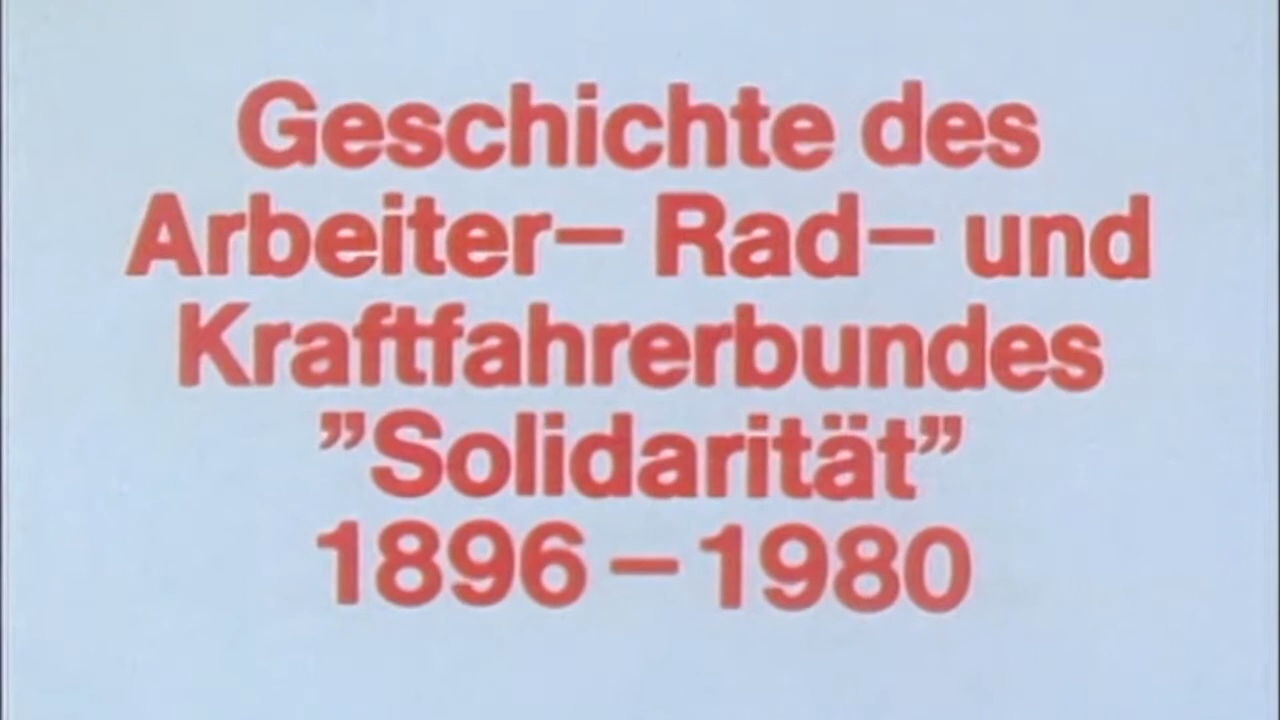 Geschichte des
Arbeiter– Rad– und
Kraftfahrerbundes
”Solidarität”
1896 – 1980